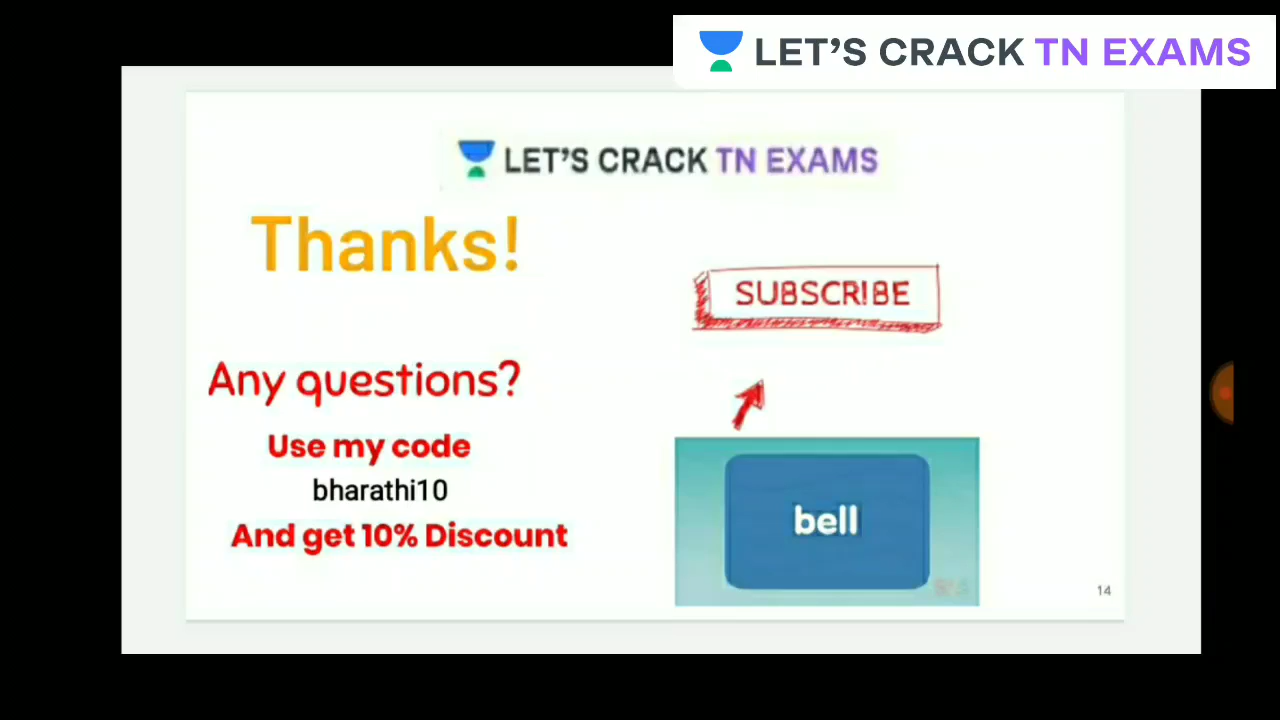 LET'S CRACK TN EXAMS
LET'S CRACK TN EXAMS
Thanks!
SUBSCRIBE
Any questions?
Use my code
bharathi10
And get 10% Discount
bell
14